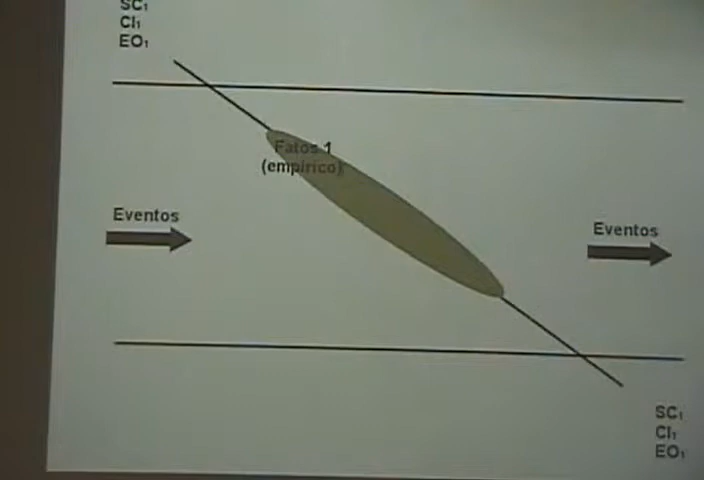 SC₁
CI₁
EO₁
Fatos 1
(empírico)
Eventos
Eventos
SC₁
CI₁
EO₁